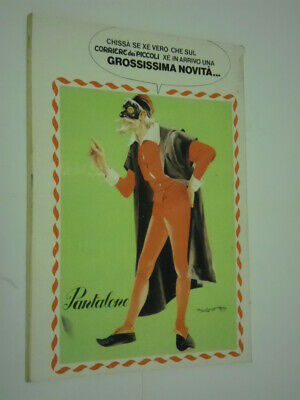 CHISSÀ SE XE VERO CHE SUL
CORRIERE dei PICCOLI XE IN ARRIVO UNA
GROSSISSIMA NOVITÀ...
Pantalone